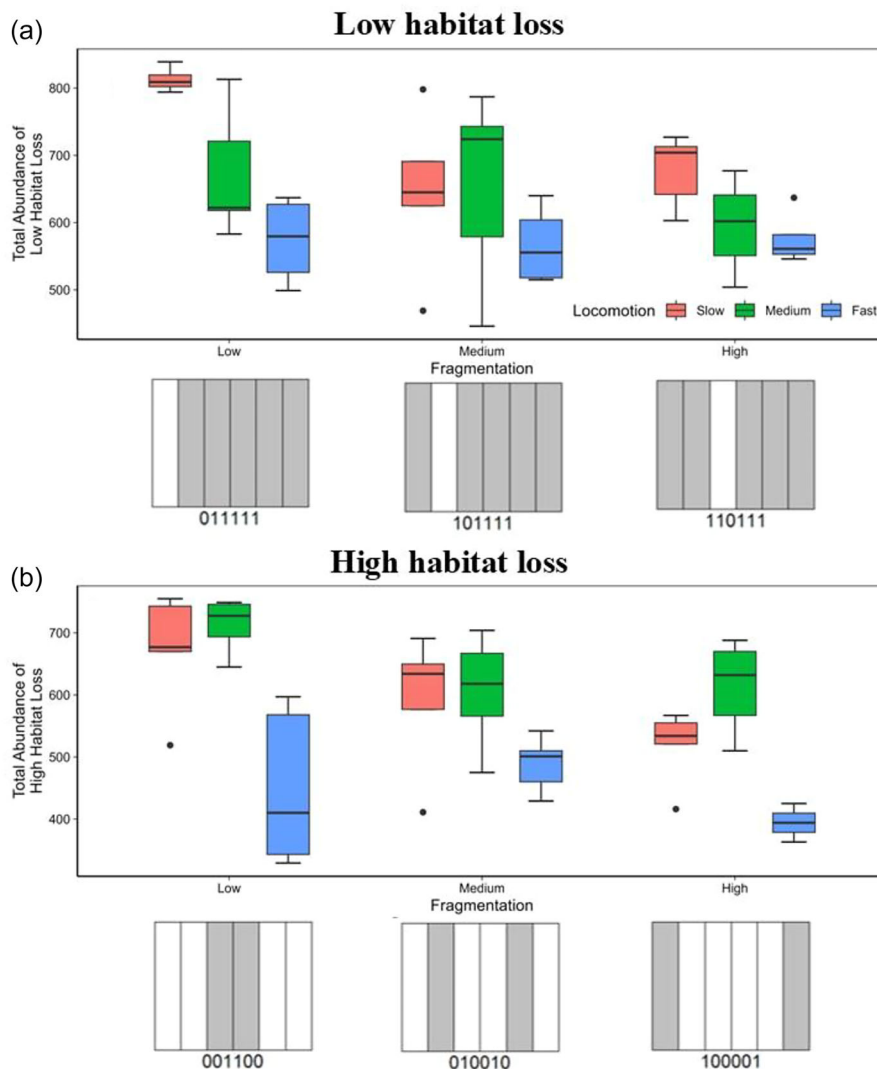 (a)
Low habitat loss
Total Abundance of
Low Habitat Loss
800
700
600
500
Locomotion Slow Medium Fast
Low Medium High
Fragmentation
011111 101111 110111
(b)
High habitat loss
Total Abundance of
High Habitat Loss
700
600
500
400
Low Medium High
Fragmentation
001100 010010 100001